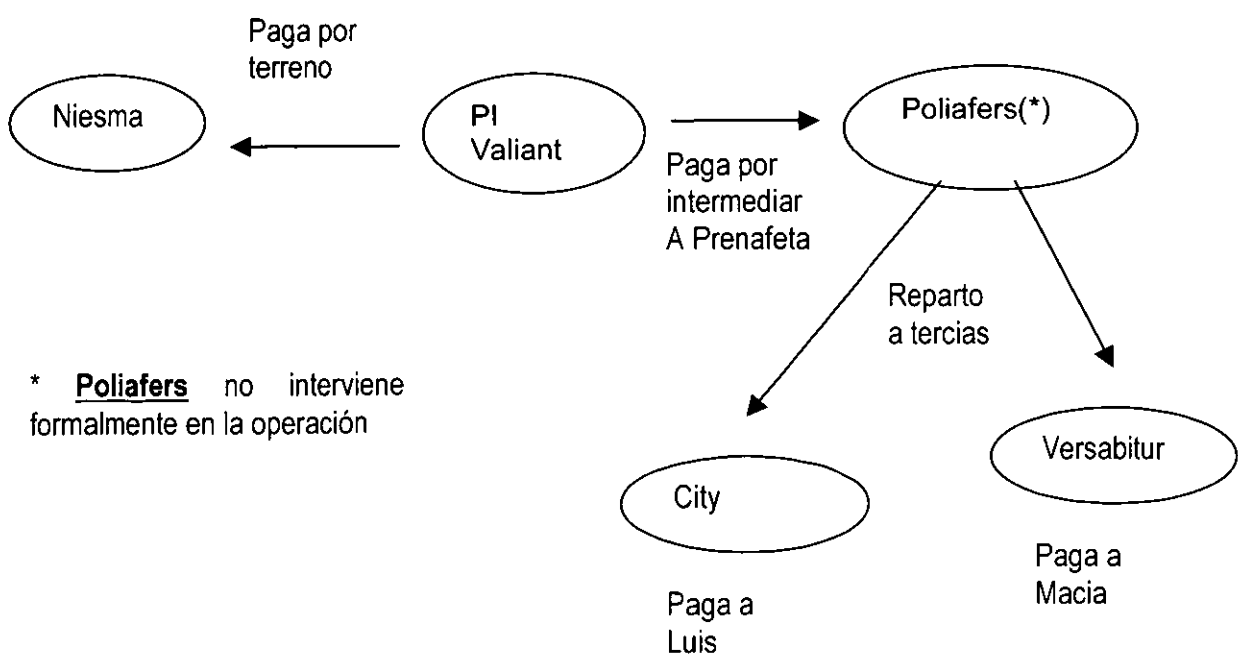 Paga por
terreno
Niesma
PI
Valiant
Poliafers(*)
Paga por
intermediar
A Prenafeta
Reparto
a tercias
* Poliafers no interviene
formalmente en la operación
City
Versabitur
Paga a
Luis
Paga a
Macia